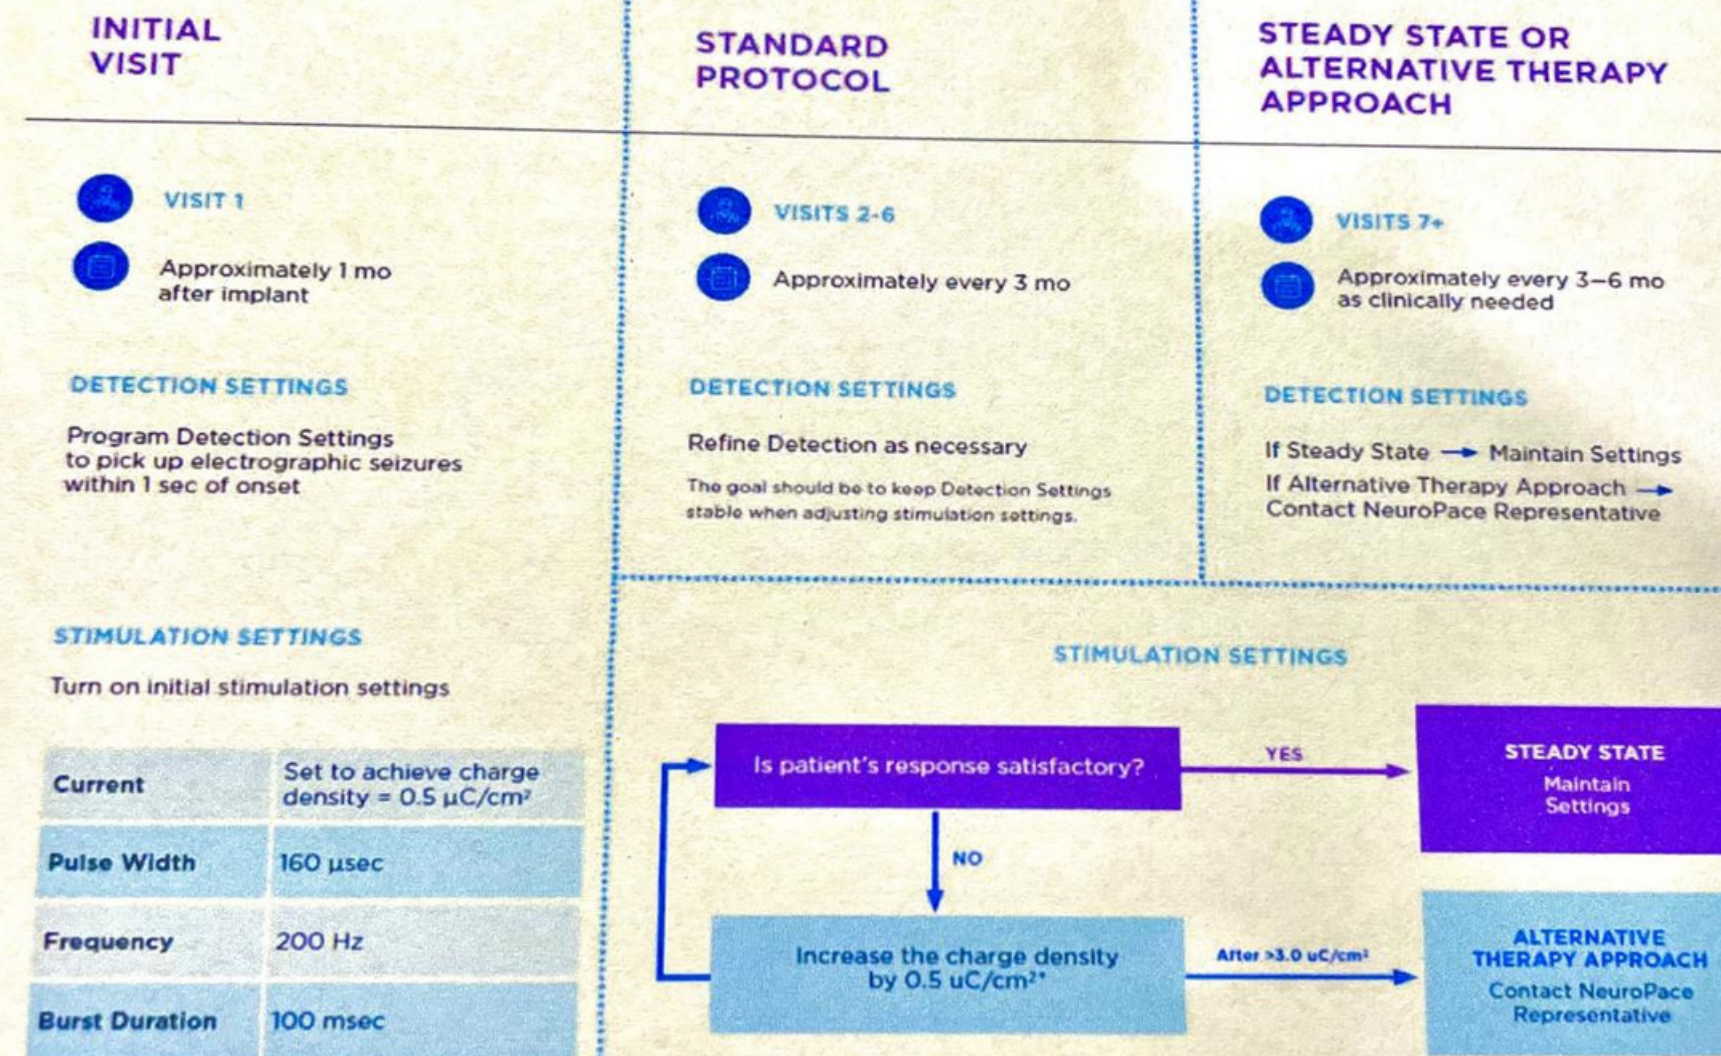 INITIAL
VISIT
VISIT 1
Approximately 1 mo
after implant
DETECTION SETTINGS
Program Detection Settings
to pick up electrographic seizures
within 1 sec of onset
STIMULATION SETTINGS
Turn on initial stimulation settings
Current
Set to achieve charge
density = 0.5 µC/cm²
Pulse Width
160 µsec
Frequency
200 Hz
Burst Duration
100 msec
STANDARD
PROTOCOL
VISITS 2-6
Approximately every 3 mo
DETECTION SETTINGS
Refine Detection as necessary
The goal should be to keep Detection Settings
stable when adjusting stimulation settings.
STEADY STATE OR
ALTERNATIVE THERAPY
APPROACH
VISITS 7+
Approximately every 3–6 mo
as clinically needed
DETECTION SETTINGS
If Steady State → Maintain Settings
If Alternative Therapy Approach →
Contact NeuroPace Representative
STIMULATION SETTINGS
Is patient's response satisfactory?
YES
STEADY STATE
Maintain
Settings
NO
Increase the charge density
by 0.5 uC/cm²*
After >3.0 uC/cm²
ALTERNATIVE
THERAPY APPROACH
Contact NeuroPace
Representative